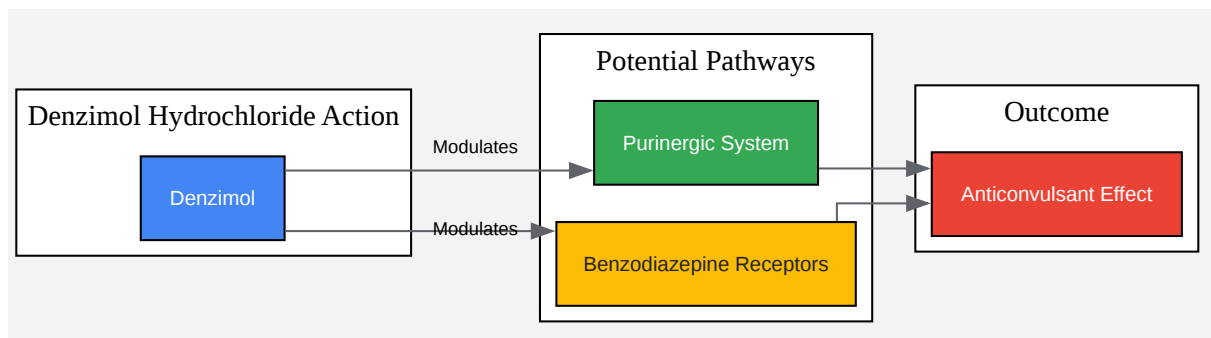 Denzimol Hydrochloride Action
Denzimol
Modulates
Modulates
Potential Pathways
Purinergic System
Benzodiazepine Receptors
Outcome
Anticonvulsant Effect